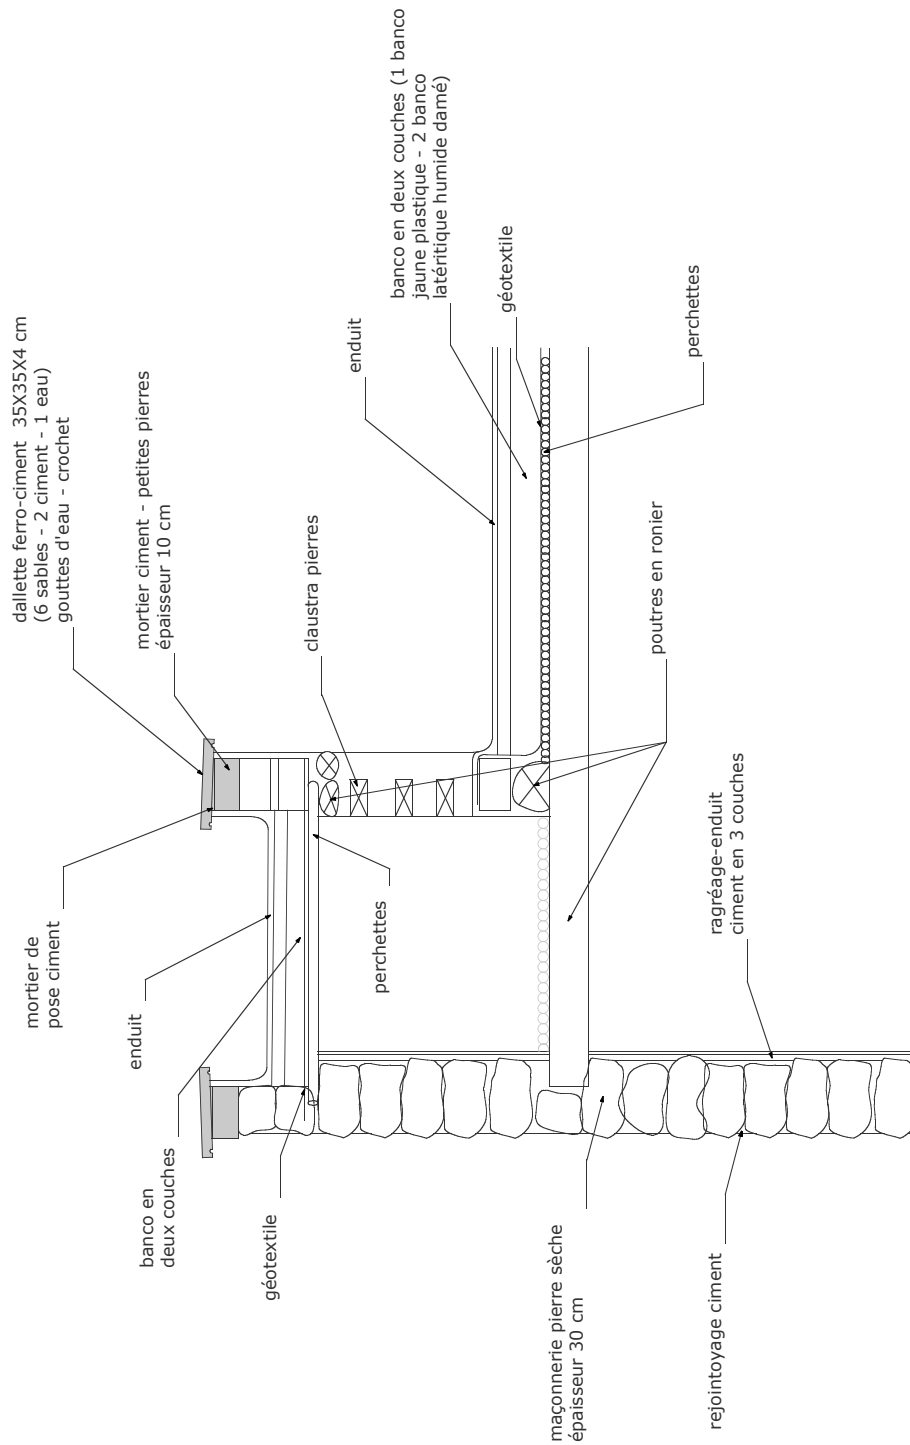 dallette ferro-ciment  35X35X4 cm
(6 sables - 2 ciment - 1 eau)
gouttes d'eau - crochet
mortier ciment - petites pierres
épaisseur 10 cm
mortier de
pose ciment
enduit
banco en
deux couches
géotextile
perchettes
claustra pierres
enduit
banco en deux couches (1 banco
jaune plastique - 2 banco
latéritique humide damé)
géotextile
perchettes
poutres en ronier
ragréage-enduit
ciment en 3 couches
maçonnerie pierre sèche
épaisseur 30 cm
rejointoyage ciment